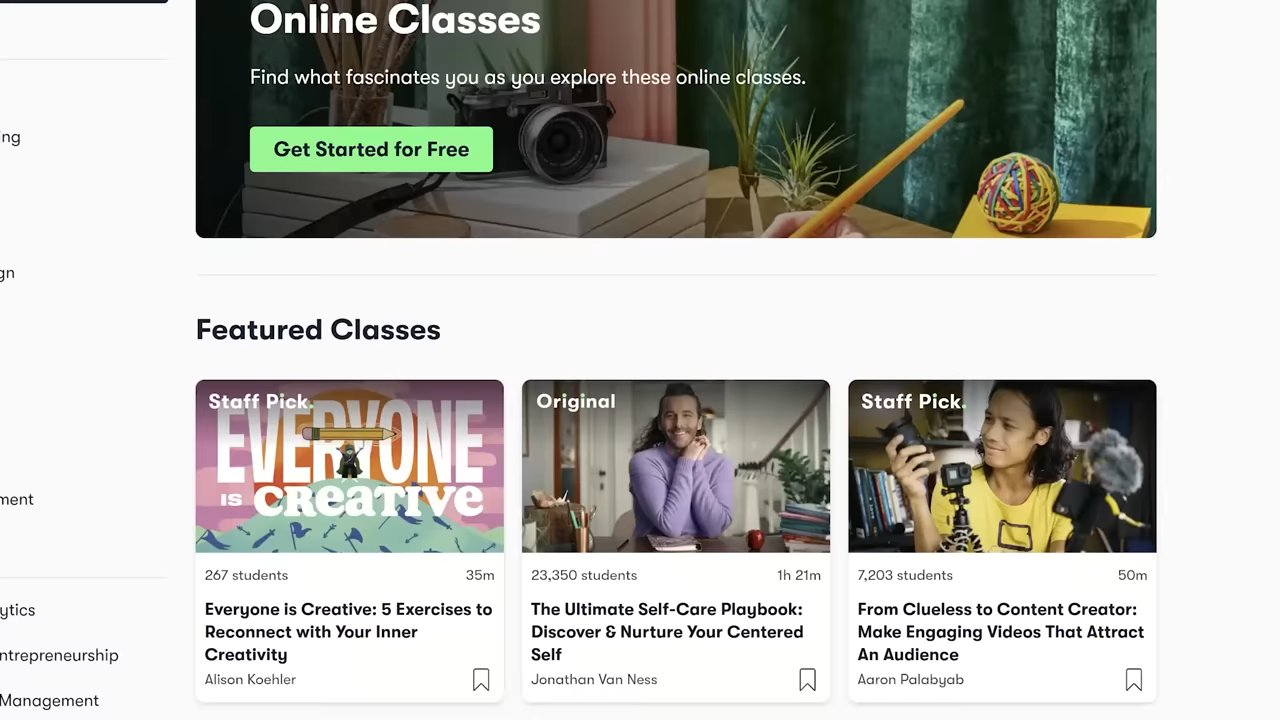 Online Classes
Find what fascinates you as you explore these online classes.
Get Started for Free
ing
gn
ment
ytics
ntrepreneurship
Management
Featured Classes
Staff Pick.
EVERYONE
IS CREATIVE
267 students 35m
Everyone is Creative: 5 Exercises to
Reconnect with Your Inner
Creativity
Alison Koehler
Original
23,350 students 1h 21m
The Ultimate Self-Care Playbook:
Discover & Nurture Your Centered
Self
Jonathan Van Ness
Staff Pick.
7,203 students 50m
From Clueless to Content Creator:
Make Engaging Videos That Attract
An Audience
Aaron Palabyab